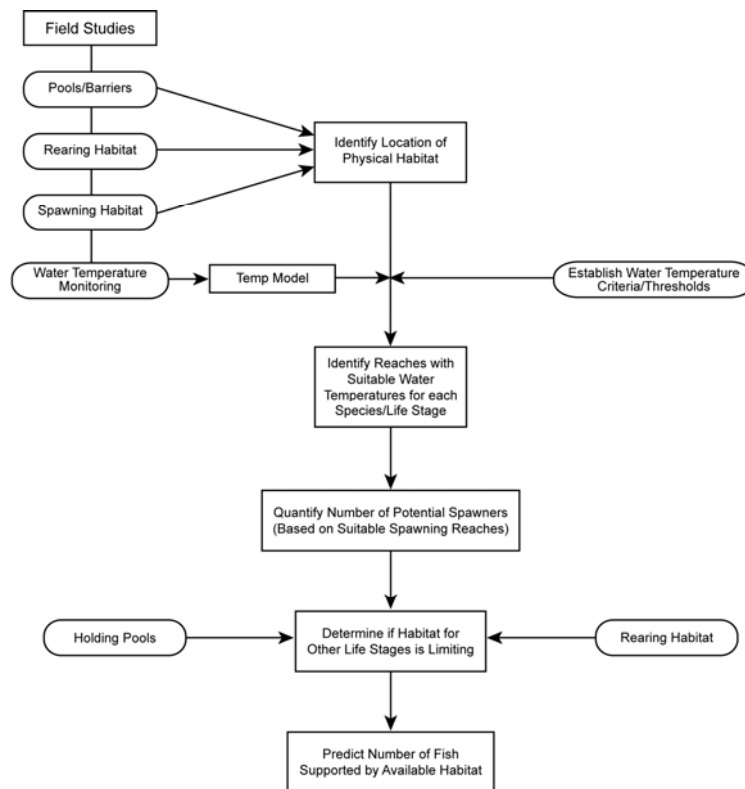 Field Studies
Pools/Barriers
Rearing Habitat
Identify Location of
Physical Habitat
Spawning Habitat
Water Temperature
Monitoring
Temp Model
Establish Water Temperature
Criteria/Thresholds
Identify Reaches with
Suitable Water
Temperatures for each
Species/Life Stage
Quantify Number of Potential Spawners
(Based on Suitable Spawning Reaches)
Holding Pools
Determine if Habitat for
Other Life Stages is Limiting
Rearing Habitat
Predict Number of Fish
Supported by Available Habitat